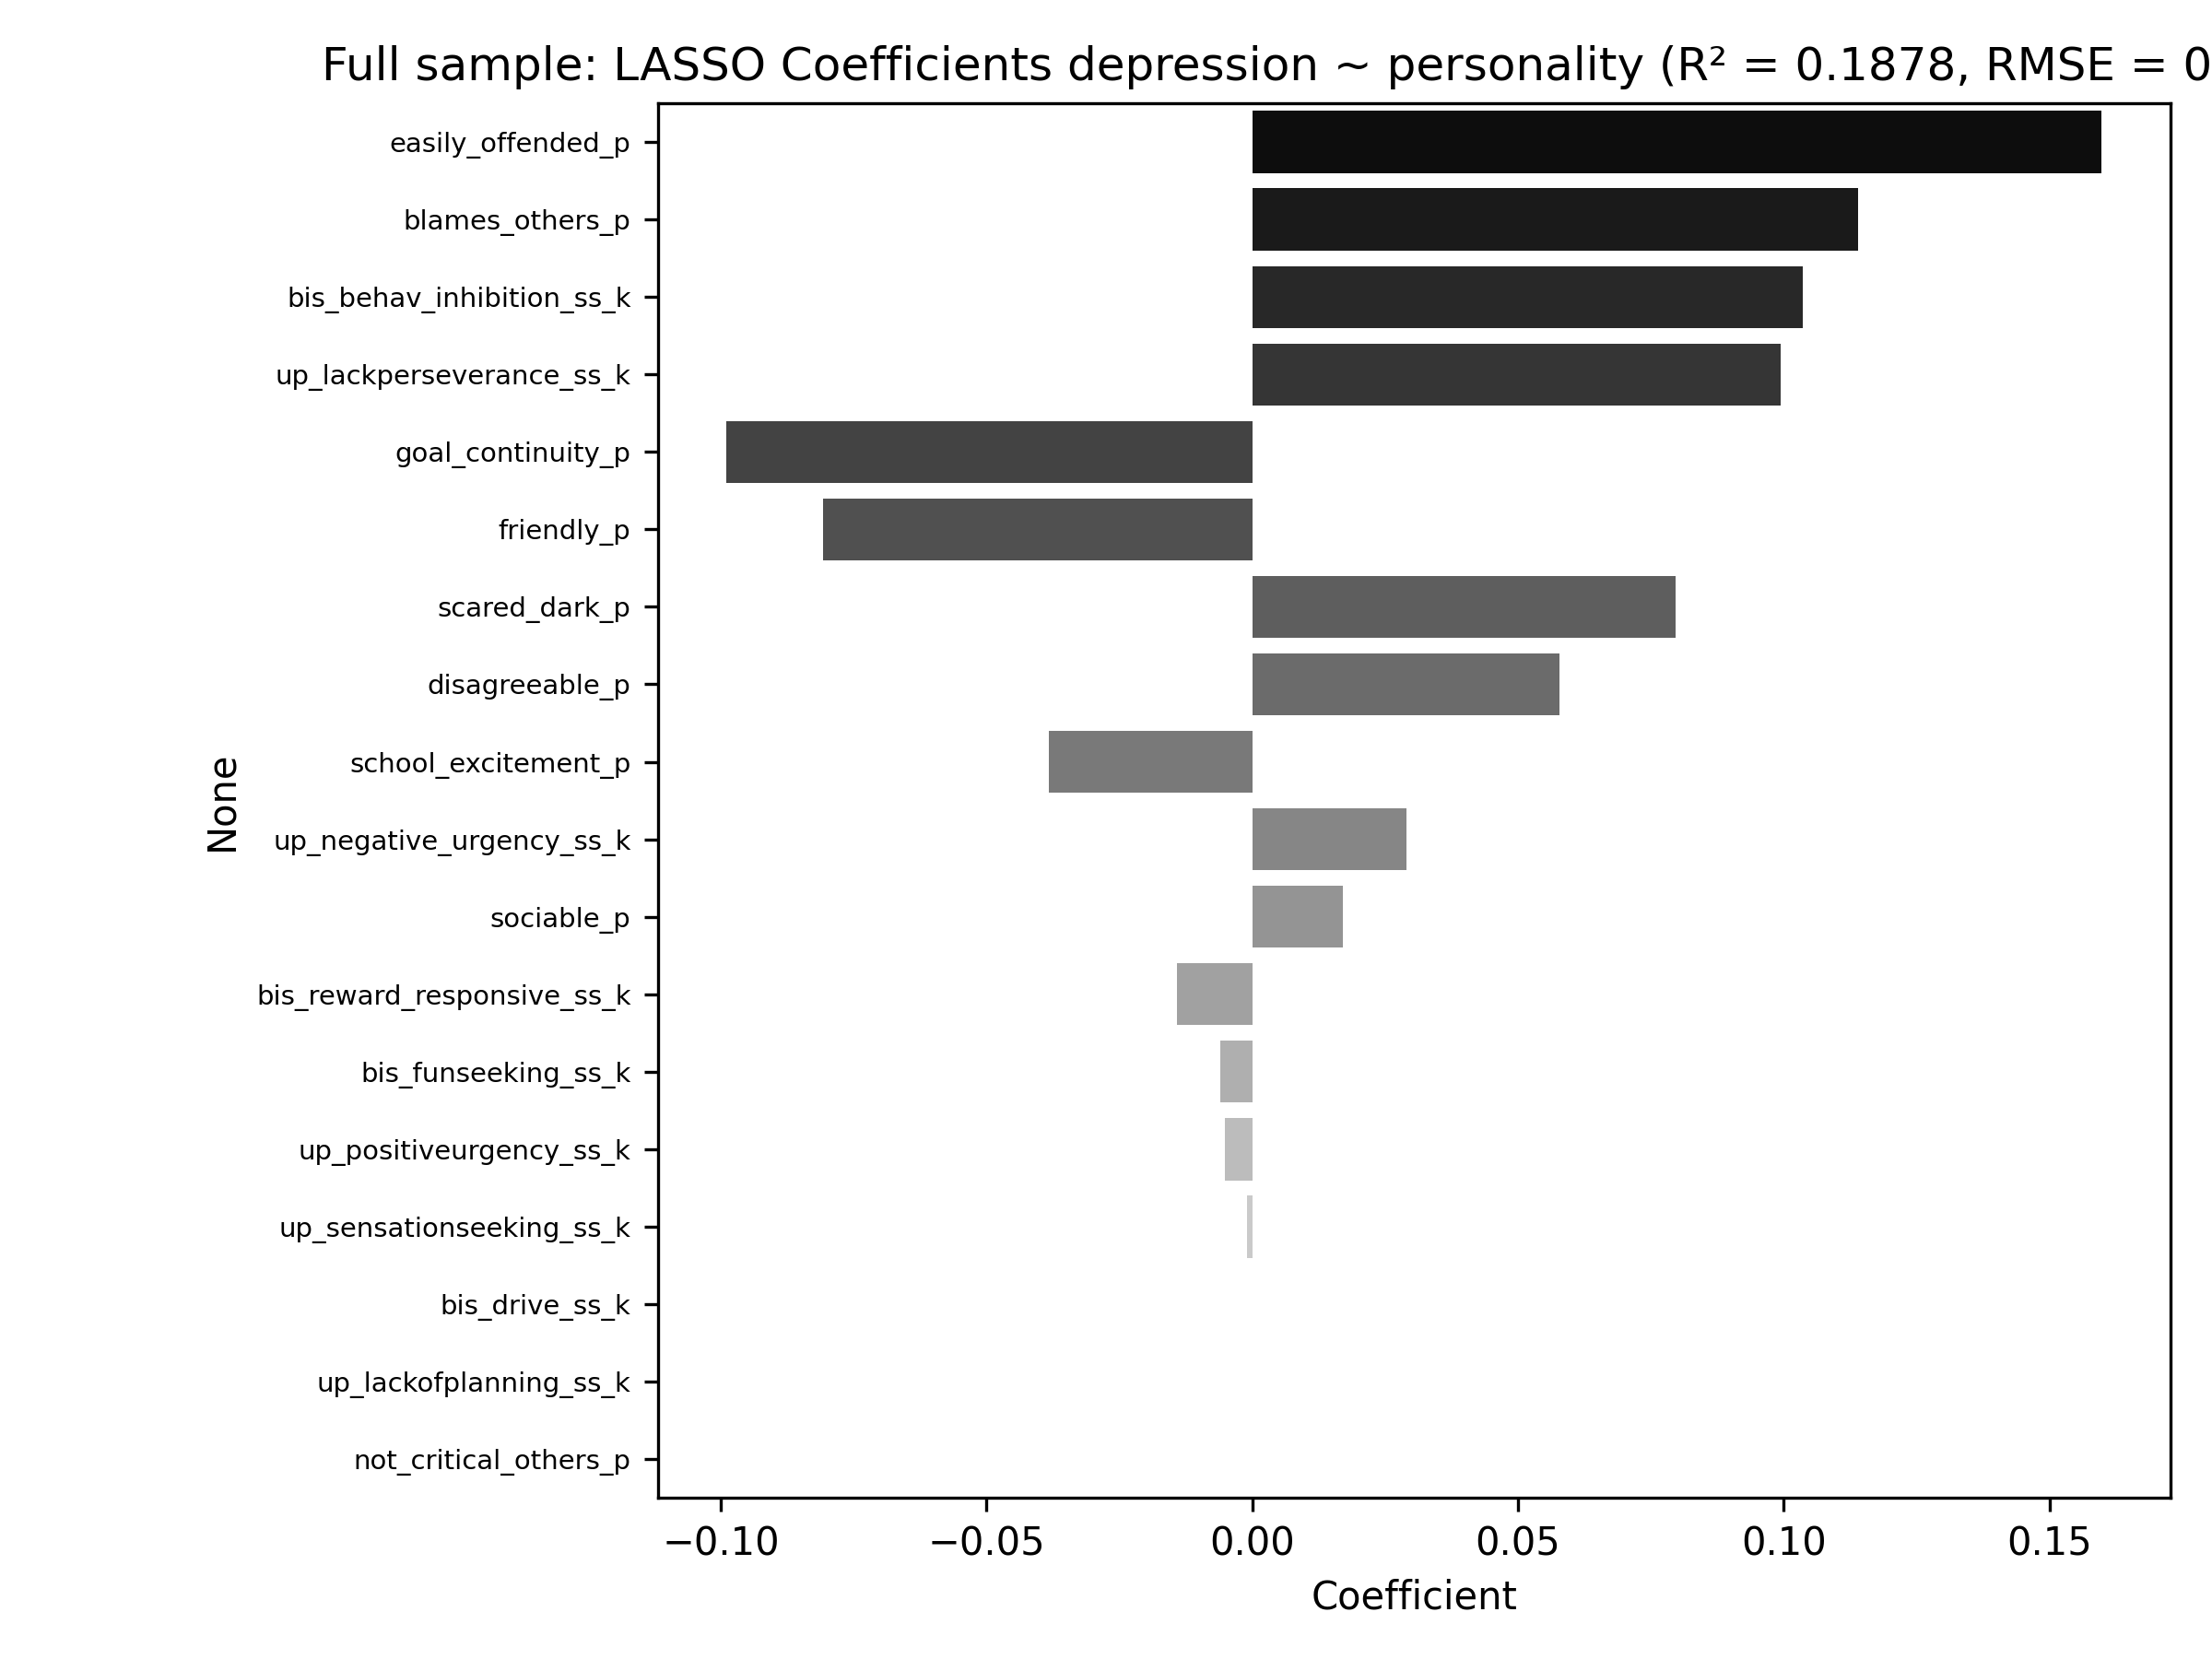 Full sample: LASSO Coefficients depression ~ personality (R² = 0.1878, RMSE = 0
easily_offended_p
blames_others_p
bis_behav_inhibition_ss_k
up_lackperseverance_ss_k
goal_continuity_p
friendly_p
scared_dark_p
disagreeable_p
school_excitement_p
None
up_negative_urgency_ss_k
sociable_p
bis_reward_responsive_ss_k
bis_funseeking_ss_k
up_positiveurgency_ss_k
up_sensationseeking_ss_k
bis_drive_ss_k
up_lackofplanning_ss_k
not_critical_others_p
−0.10 −0.05 0.00 0.05 0.10 0.15
Coefficient